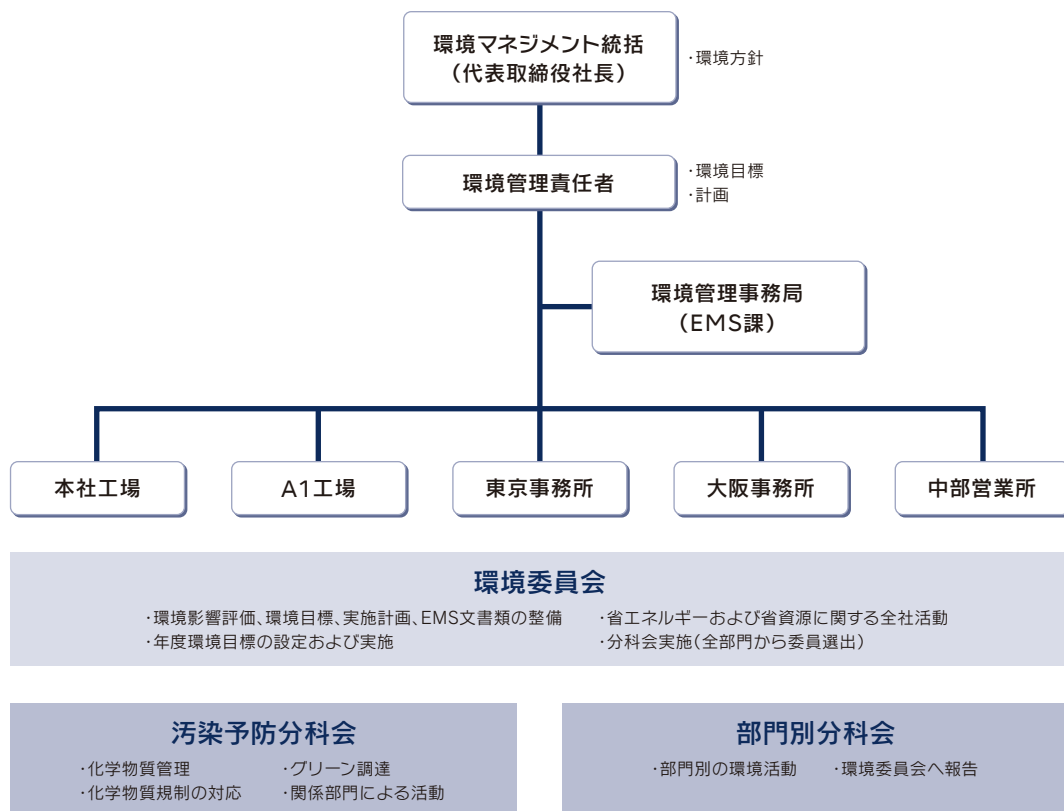 環境マネジメント統括
（代表取締役社長）
・環境方針
環境管理責任者
・環境目標
・計画
環境管理事務局
（EMS課）
本社工場
A1工場
東京事務所
大阪事務所
中部営業所
環境委員会
・環境影響評価、環境目標、実施計画、EMS文書類の整備
・年度環境目標の設定および実施
・省エネルギーおよび省資源に関する全社活動
・分科会実施（全部門から委員選出）
汚染予防分科会
・化学物質管理
・化学物質規制の対応
・グリーン調達
・関係部門による活動
部門別分科会
・部門別の環境活動
・環境委員会へ報告